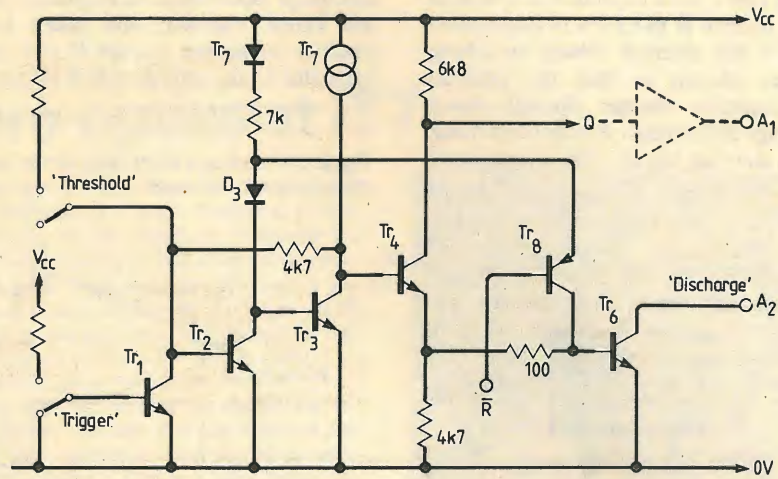 Vcc
Tr7
Tr7
6k8
7k
Q
A1
'Threshold'
D3
Vcc
4k7
Tr4
Tr8
'Discharge'
A2
Tr1
Tr2
Tr3
Tr6
100
R̅
'Trigger'
4k7
0V